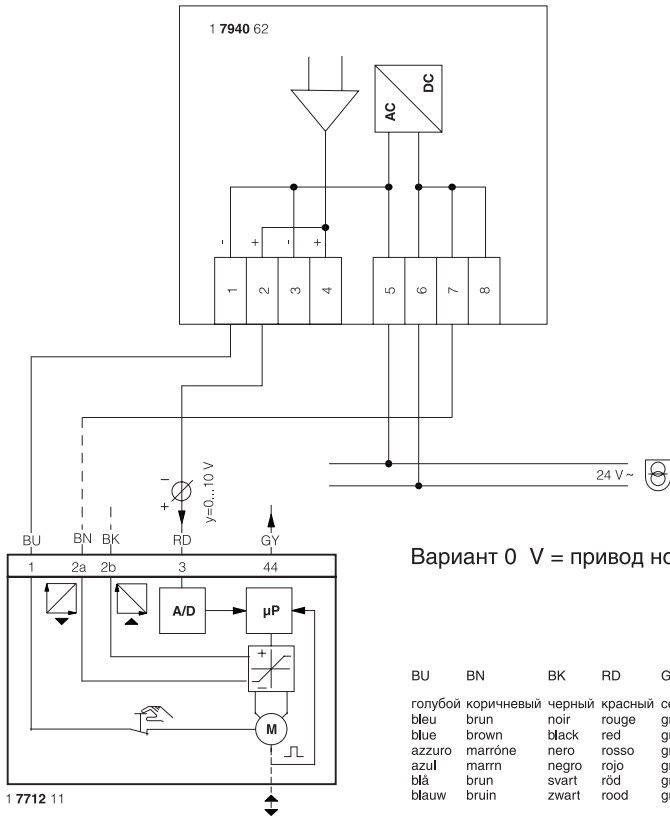 1 7940 62
AC
DC
- + - +
1 2 3 4 5 6 7 8
24 V~
- +
y=0...10 V
BU BN BK RD GY
1 2a 2b 3 44
Вариант 0 V = привод
A/D
µP
+
–
M
1 7712 11
BU BN BK RD
голубой коричневый черный красный
bleu brun noir rouge
blue brown black red
azzuro marróne nero rosso
azul marrn negro rojo
blå brun svart röd
blauw bruin zwart rood